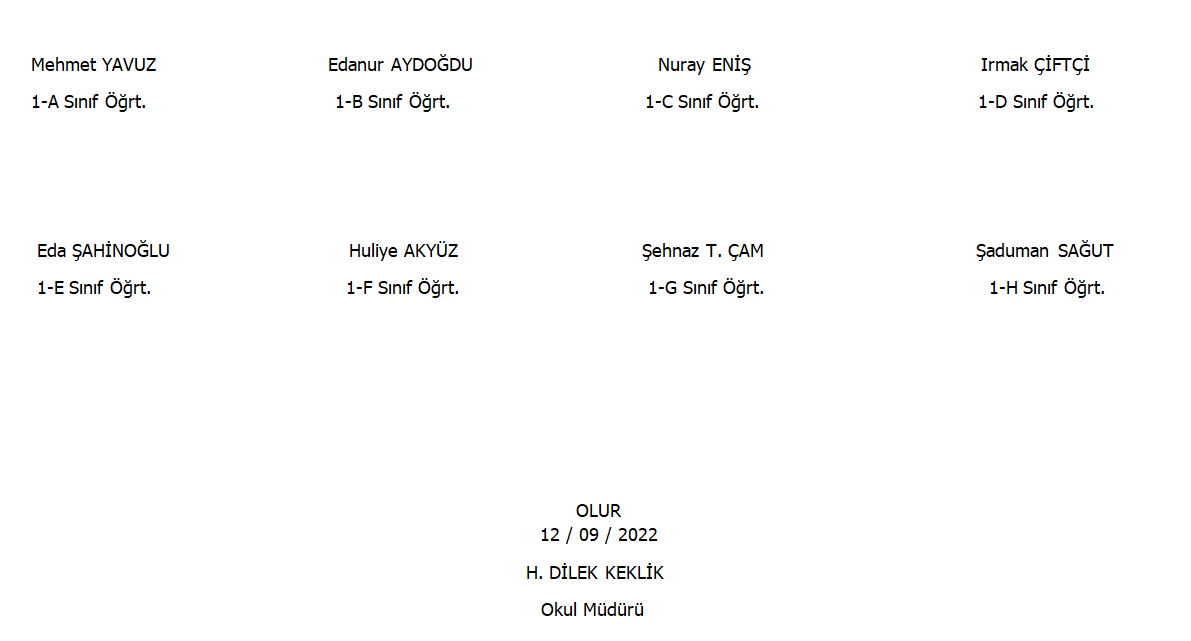 Mehmet YAVUZ Edanur AYDOĞDU Nuray ENİŞ Irmak ÇİFTÇİ
1-A Sınıf Öğrt. 1-B Sınıf Öğrt. 1-C Sınıf Öğrt. 1-D Sınıf Öğrt.
Eda ŞAHİNOĞLU Huliye AKYÜZ Şehnaz T. ÇAM Şaduman SAĞUT
1-E Sınıf Öğrt. 1-F Sınıf Öğrt. 1-G Sınıf Öğrt. 1-H Sınıf Öğrt.
OLUR
12 / 09 / 2022
H. DİLEK KEKLİK
Okul Müdürü